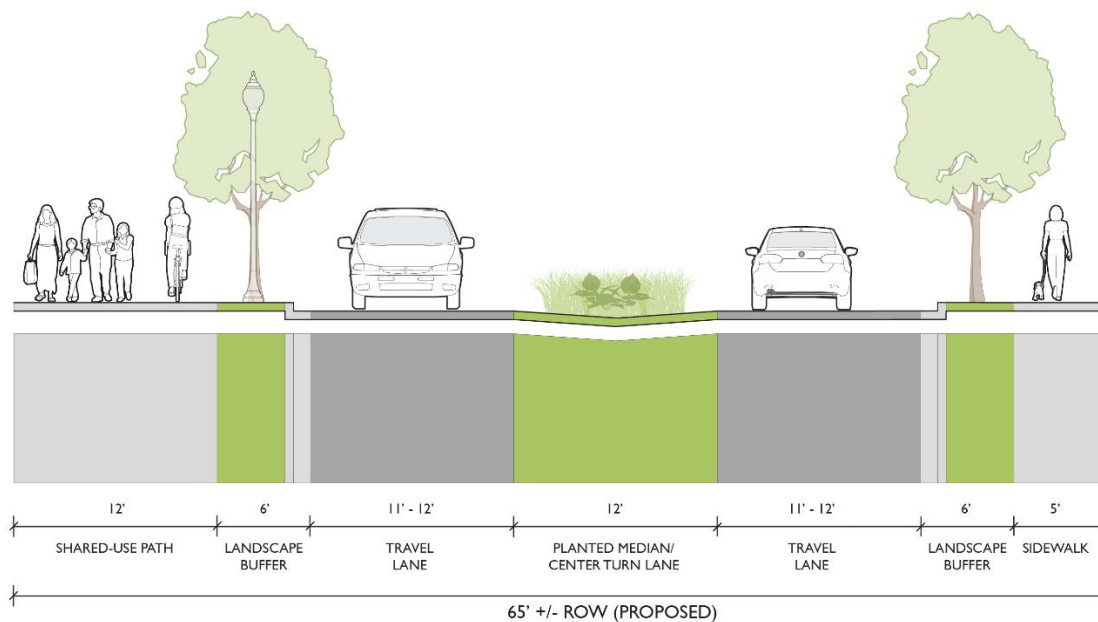 12' 6' 11' - 12' 12' 11' - 12' 6' 5'
SHARED-USE PATH LANDSCAPE TRAVEL PLANTED MEDIAN/ TRAVEL LANDSCAPE SIDEWALK
BUFFER LANE CENTER TURN LANE LANE BUFFER
65' +/- ROW (PROPOSED)